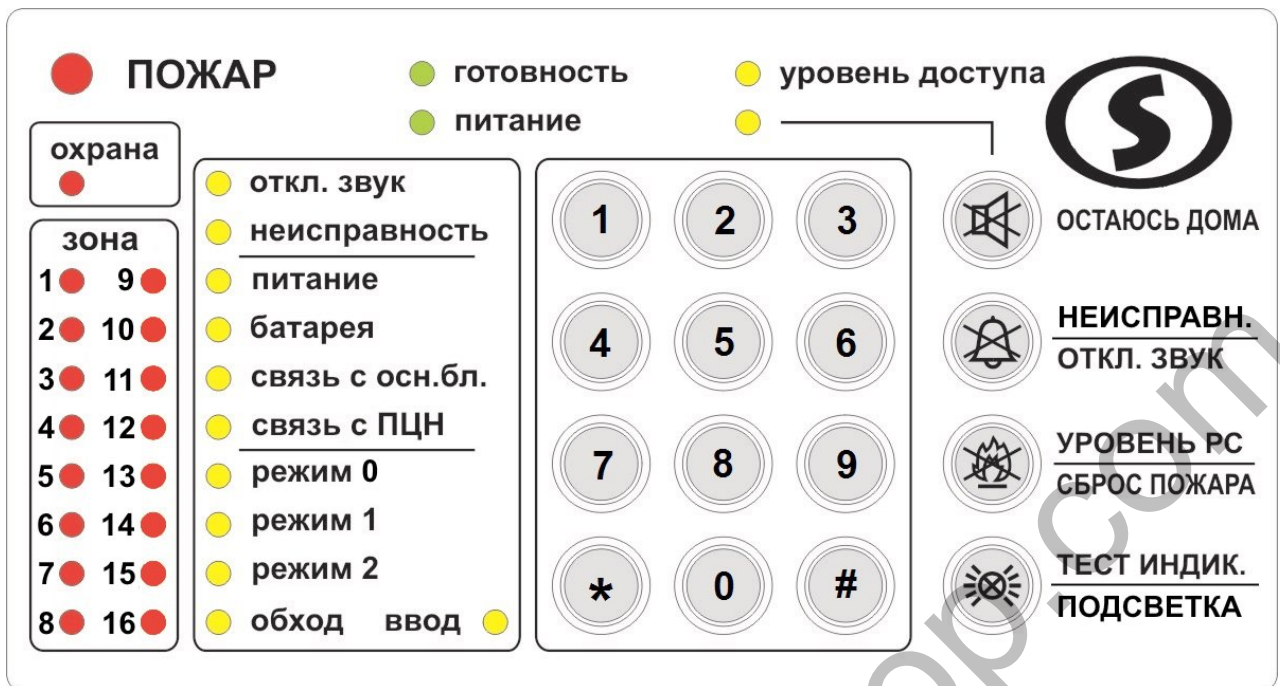 ПОЖАР
готовность
питание
уровень доступа
S
охрана
зона
1 9
2 10
3 11
4 12
5 13
6 14
7 15
8 16
откл. звук
неисправность
питание
батарея
связь с осн.бл.
связь с ПЦН
режим 0
режим 1
режим 2
обход ввод
1 2 3
4 5 6
7 8 9
* 0 #
ОСТАЮСЬ ДОМА
НЕИСПРАВН.
ОТКЛ. ЗВУК
УРОВЕНЬ РС
СБРОС ПОЖАРА
ТЕСТ ИНДИК.
ПОДСВЕТКА
op.com